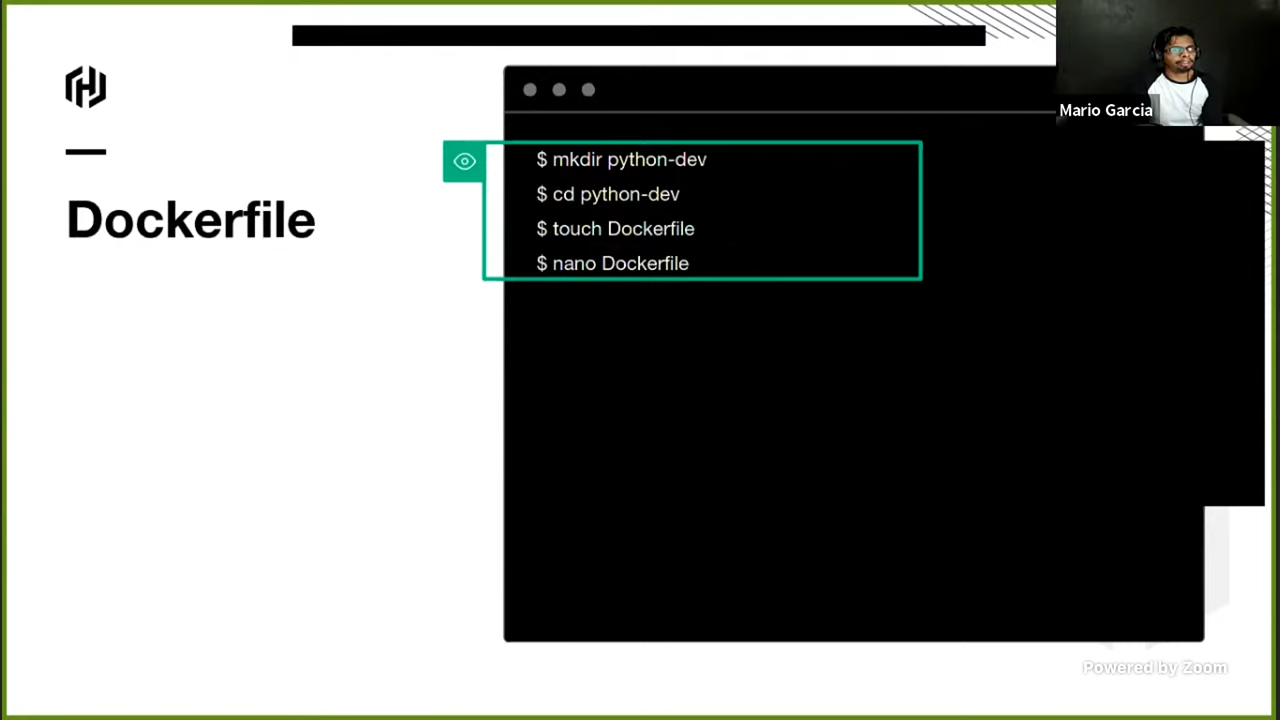 Mario Garcia
Dockerfile
$ mkdir python-dev
$ cd python-dev
$ touch Dockerfile
$ nano Dockerfile
Powered by Zoom